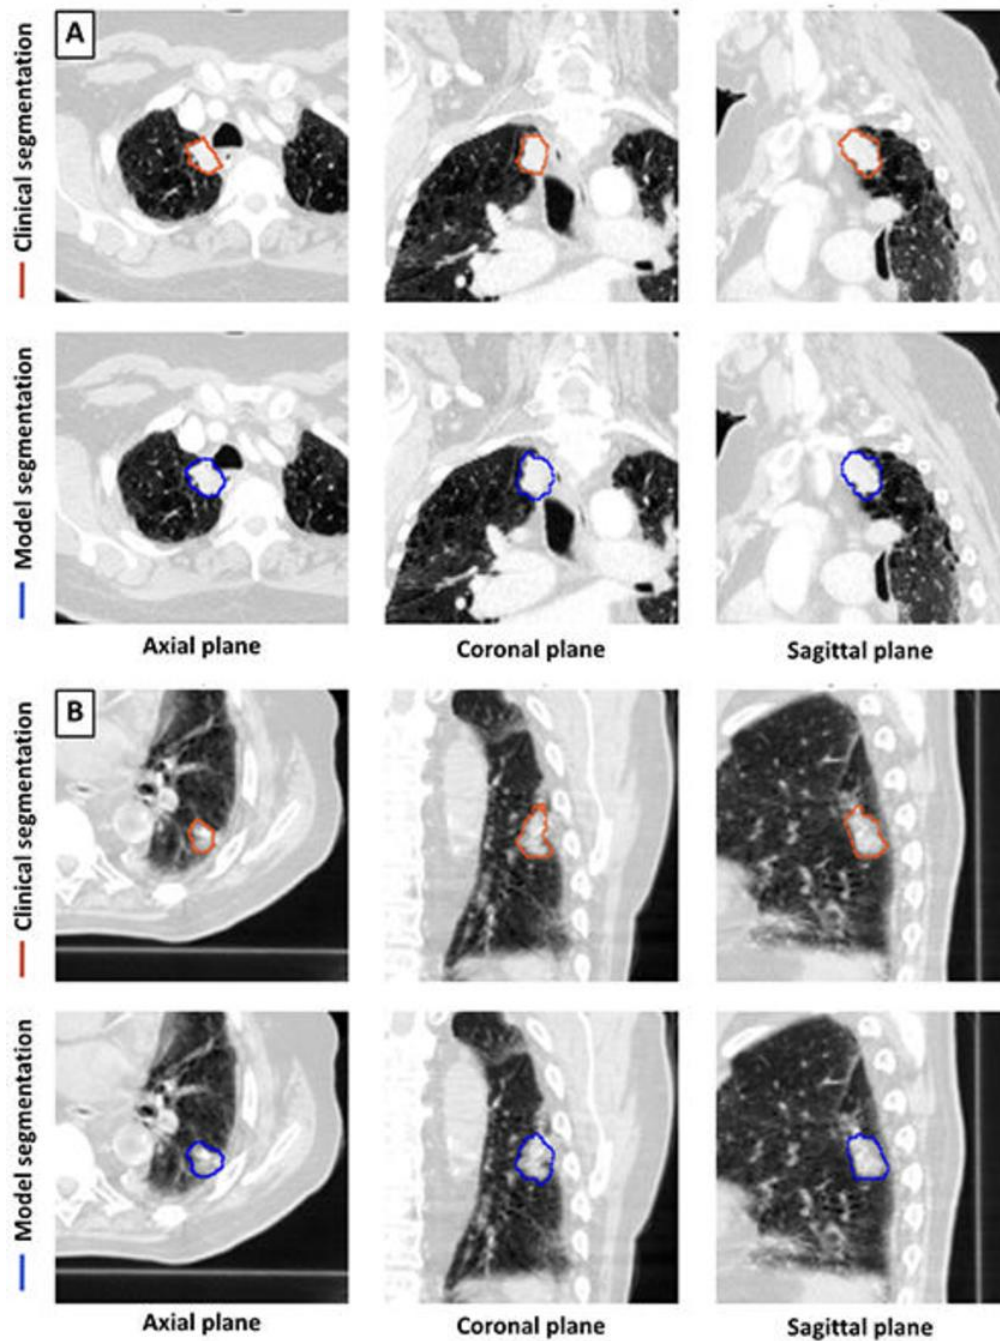 A
Clinical segmentation
Model segmentation
Axial plane
Coronal plane
Sagittal plane
B
Clinical segmentation
Model segmentation
Axial plane
Coronal plane
Sagittal plane